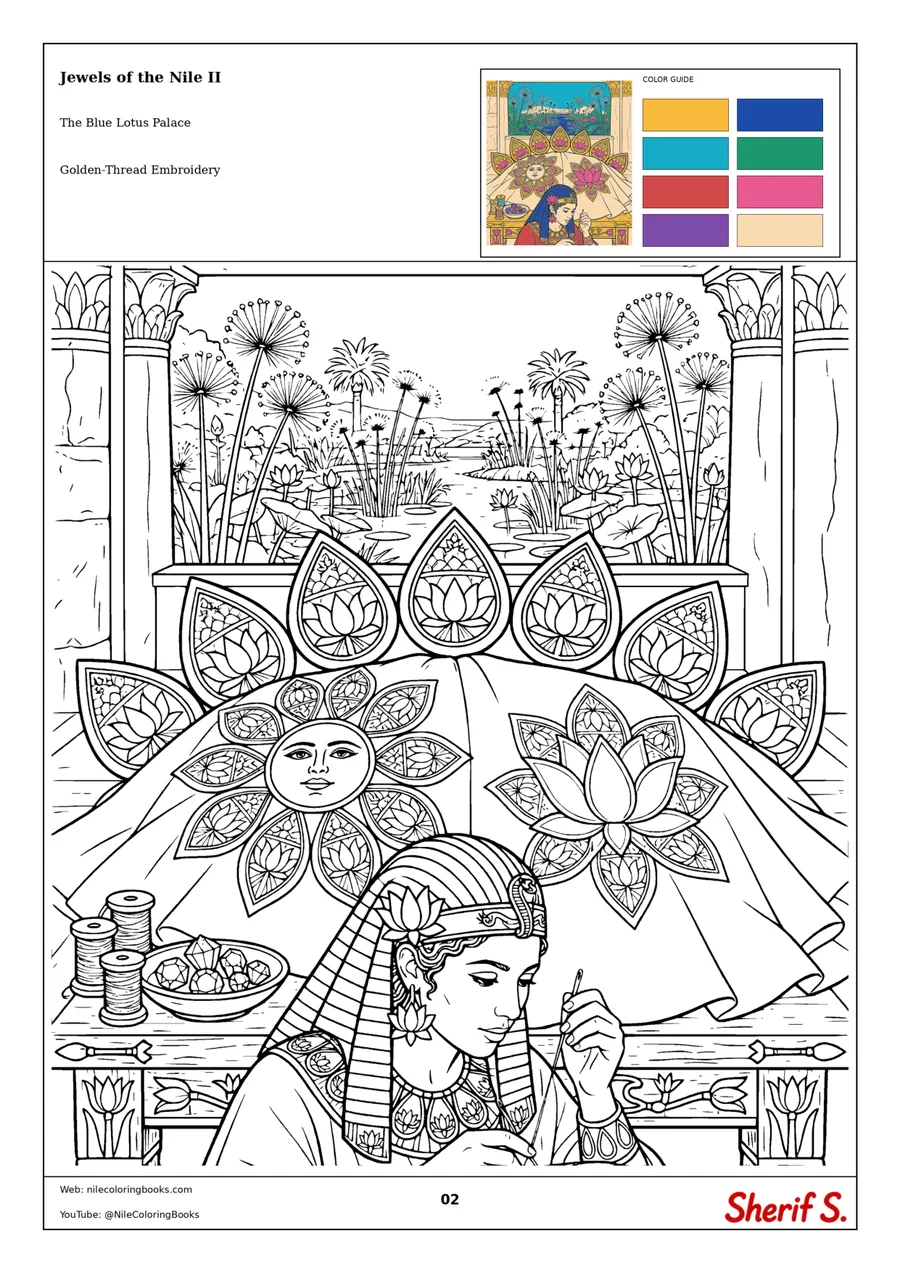 Jewels of the Nile II
COLOR GUIDE
The Blue Lotus Palace
Golden-Thread Embroidery
Web: nilecoloringbooks.com
02
YouTube: @NileColoringBooks
Sherif S.